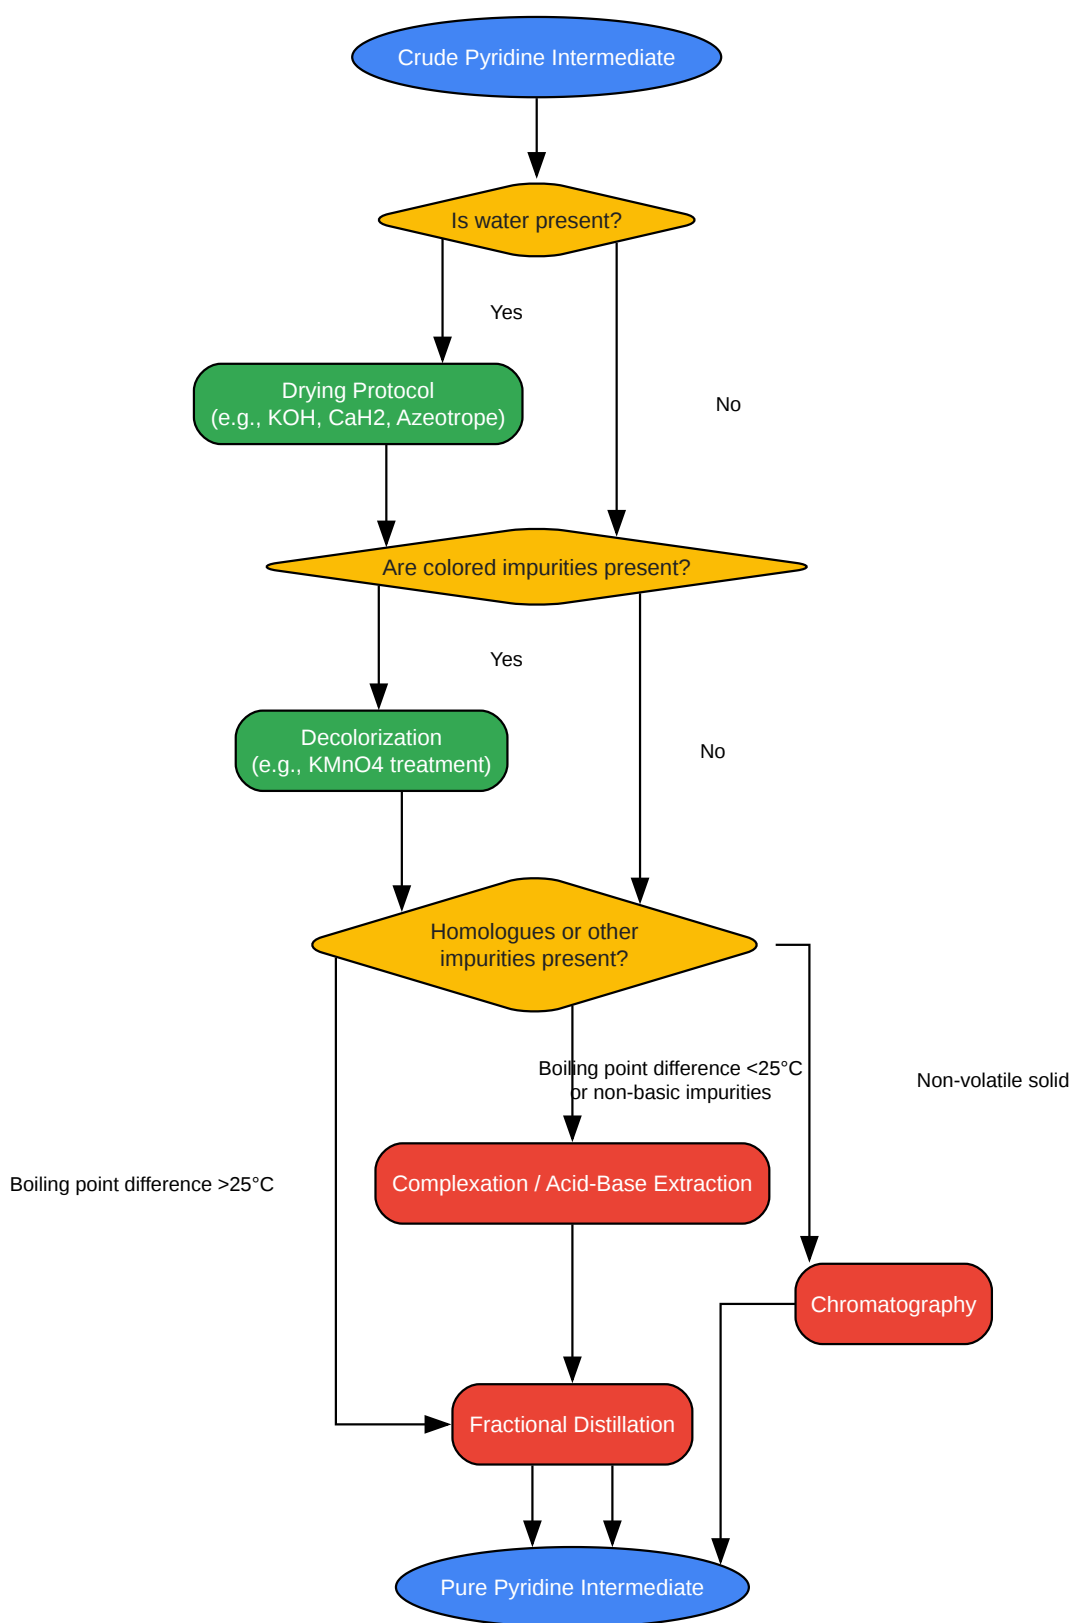 Crude Pyridine Intermediate
Is water present?
Yes
Drying Protocol
(e.g., KOH, CaH2, Azeotrope)
No
Are colored impurities present?
Yes
Decolorization
(e.g., KMnO4 treatment)
No
Homologues or other
impurities present?
Boiling point difference <25°C
or non-basic impurities
Non-volatile solid
Boiling point difference >25°C
Complexation / Acid-Base Extraction
Chromatography
Fractional Distillation
Pure Pyridine Intermediate